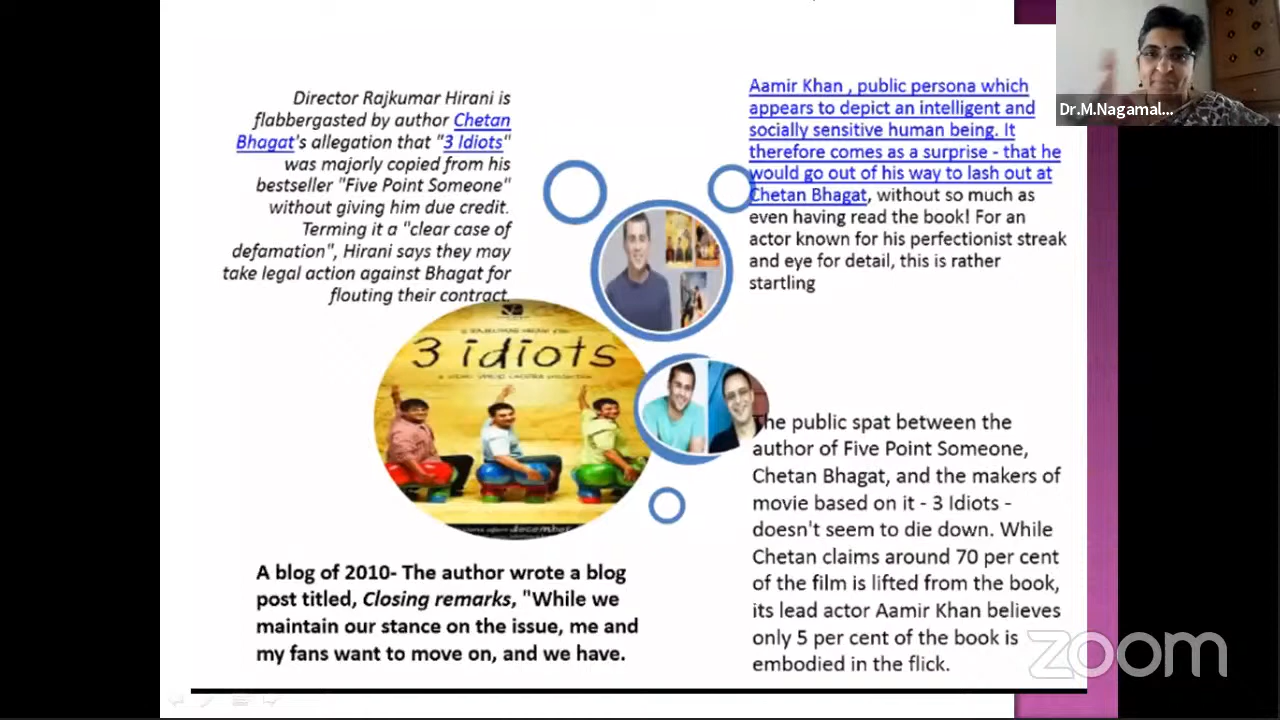 Director Rajkumar Hirani is
flabbergasted by author Chetan
Bhagat's allegation that "3 Idiots"
was majorly copied from his
bestseller "Five Point Someone"
without giving him due credit.
Terming it a "clear case of
defamation", Hirani says they may
take legal action against Bhagat for
flouting their contract.
Aamir Khan , public persona which
appears to depict an intelligent and
socially sensitive human being. It
therefore comes as a surprise - that he
would go out of his way to lash out at
Chetan Bhagat, without so much as
even having read the book! For an
actor known for his perfectionist streak
and eye for detail, this is rather
startling
Dr.M.Nagamal...
3 idiots
december
The public spat between the
author of Five Point Someone,
Chetan Bhagat, and the makers of
movie based on it - 3 Idiots -
doesn't seem to die down. While
Chetan claims around 70 per cent
of the film is lifted from the book,
its lead actor Aamir Khan believes
only 5 per cent of the book is
embodied in the flick.
A blog of 2010- The author wrote a blog
post titled, Closing remarks, "While we
maintain our stance on the issue, me and
my fans want to move on, and we have.
zoom